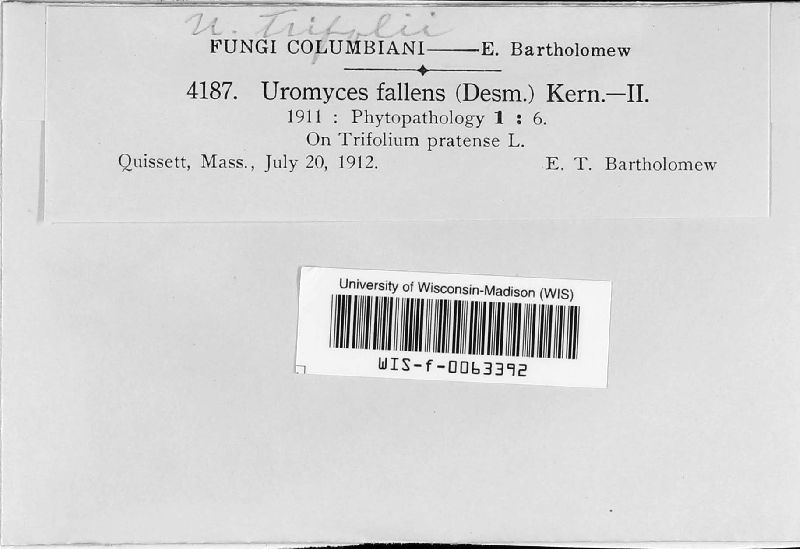 U. Trifolii
FUNGI COLUMBIANI——E. Bartholomew
4187. Uromyces fallens (Desm.) Kern.—II.
1911 : Phytopathology 1 : 6.
On Trifolium pratense L.
Quissett, Mass., July 20, 1912. E. T. Bartholomew
University of Wisconsin-Madison (WIS)
WIS-f-0063392